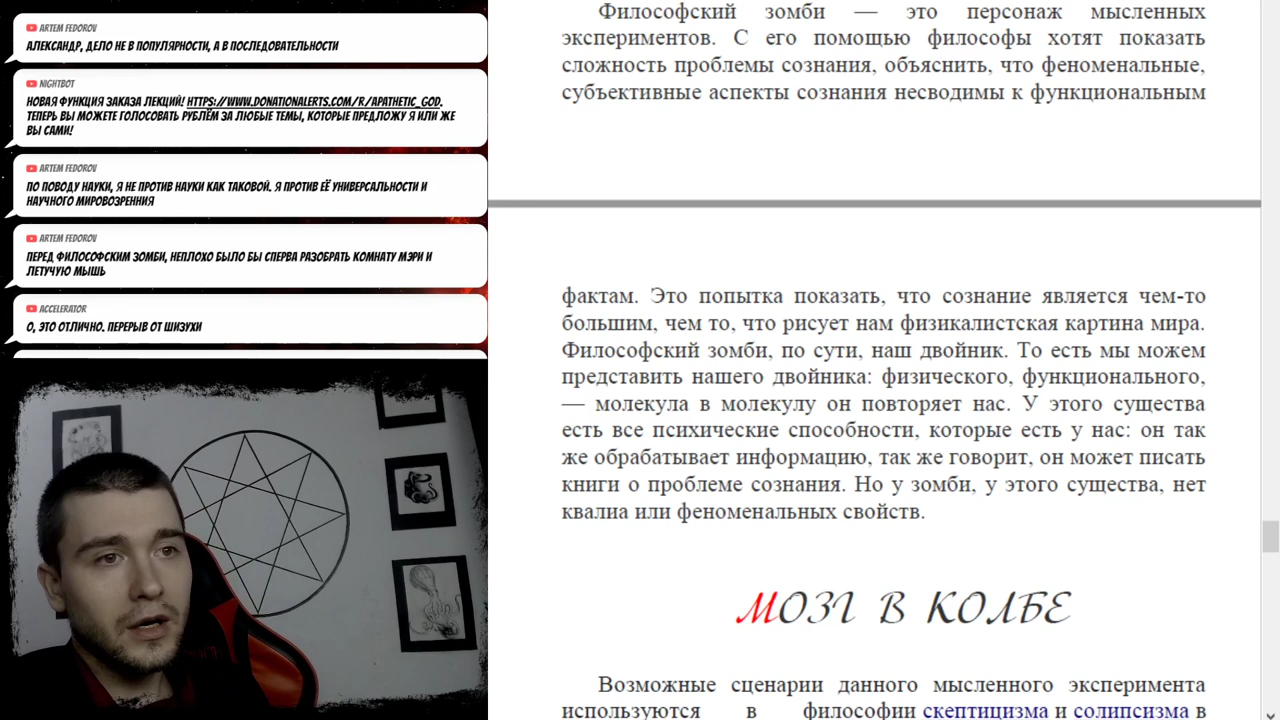 ARTEM FEDOROV
АЛЕКСАНДР, ДЕЛО НЕ В ПОПУЛЯРНОСТИ, А В ПОСЛЕДОВАТЕЛЬНОСТИ
NIGHTBOT
НОВАЯ ФУНКЦИЯ ЗАКАЗА ЛЕКЦИЙ! HTTPS://WWW.DONATIONALERTS.COM/R/APATHETIC_GOD.
ТЕПЕРЬ ВЫ МОЖЕТЕ ГОЛОСОВАТЬ РУБЛЁМ ЗА ЛЮБЫЕ ТЕМЫ, КОТОРЫЕ ПРЕДЛОЖУ Я ИЛИ ЖЕ
ВЫ САМИ!
ARTEM FEDOROV
ПО ПОВОДУ НАУКИ, Я НЕ ПРОТИВ НАУКИ КАК ТАКОВОЙ. Я ПРОТИВ ЕЁ УНИВЕРСАЛЬНОСТИ И
НАУЧНОГО МИРОВОЗРЕННИЯ
ARTEM FEDOROV
ПЕРЕД ФИЛОСОФСКИМ ЗОМБИ, НЕПЛОХО БЫЛО БЫ СПЕРВА РАЗОБРАТЬ КОМНАТУ МЭРИ И
ЛЕТУЧУЮ МЫШЬ
ACCELERATOR
О, ЭТО ОТЛИЧНО. ПЕРЕРЫВ ОТ ШИЗУХИ
Философский зомби — это персонаж мысленных
экспериментов. С его помощью философы хотят показать
сложность проблемы сознания, объяснить, что феноменальные,
субъективные аспекты сознания несводимы к функциональным
фактам. Это попытка показать, что сознание является чем-то
большим, чем то, что рисует нам физикалистская картина мира.
Философский зомби, по сути, наш двойник. То есть мы можем
представить нашего двойника: физического, функционального,
— молекула в молекулу он повторяет нас. У этого существа
есть все психические способности, которые есть у нас: он так
же обрабатывает информацию, так же говорит, он может писать
книги о проблеме сознания. Но у зомби, у этого существа, нет
квалиа или феноменальных свойств.
МОЗГ В КОЛБЕ
Возможные сценарии данного мысленного эксперимента
используются в философии скептицизма и солипсизма в